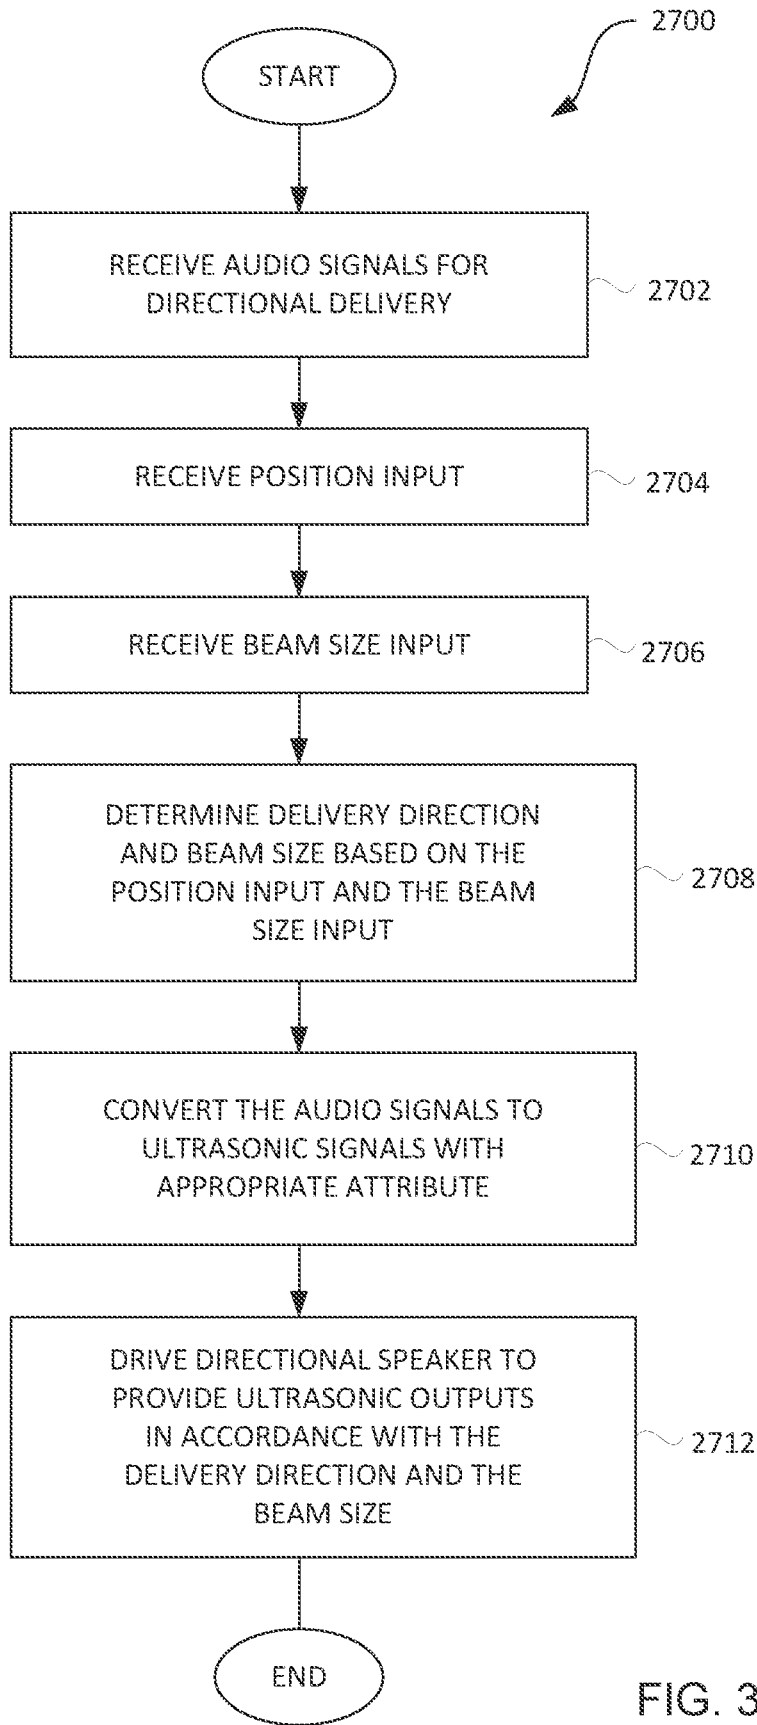 2700
START
RECEIVE AUDIO SIGNALS FOR
DIRECTIONAL DELIVERY
2702
RECEIVE POSITION INPUT
2704
RECEIVE BEAM SIZE INPUT
2706
DETERMINE DELIVERY DIRECTION
AND BEAM SIZE BASED ON THE
POSITION INPUT AND THE BEAM
SIZE INPUT
2708
CONVERT THE AUDIO SIGNALS TO
ULTRASONIC SIGNALS WITH
APPROPRIATE ATTRIBUTE
2710
DRIVE DIRECTIONAL SPEAKER TO
PROVIDE ULTRASONIC OUTPUTS
IN ACCORDANCE WITH THE
DELIVERY DIRECTION AND THE
BEAM SIZE
2712
END
FIG. 3